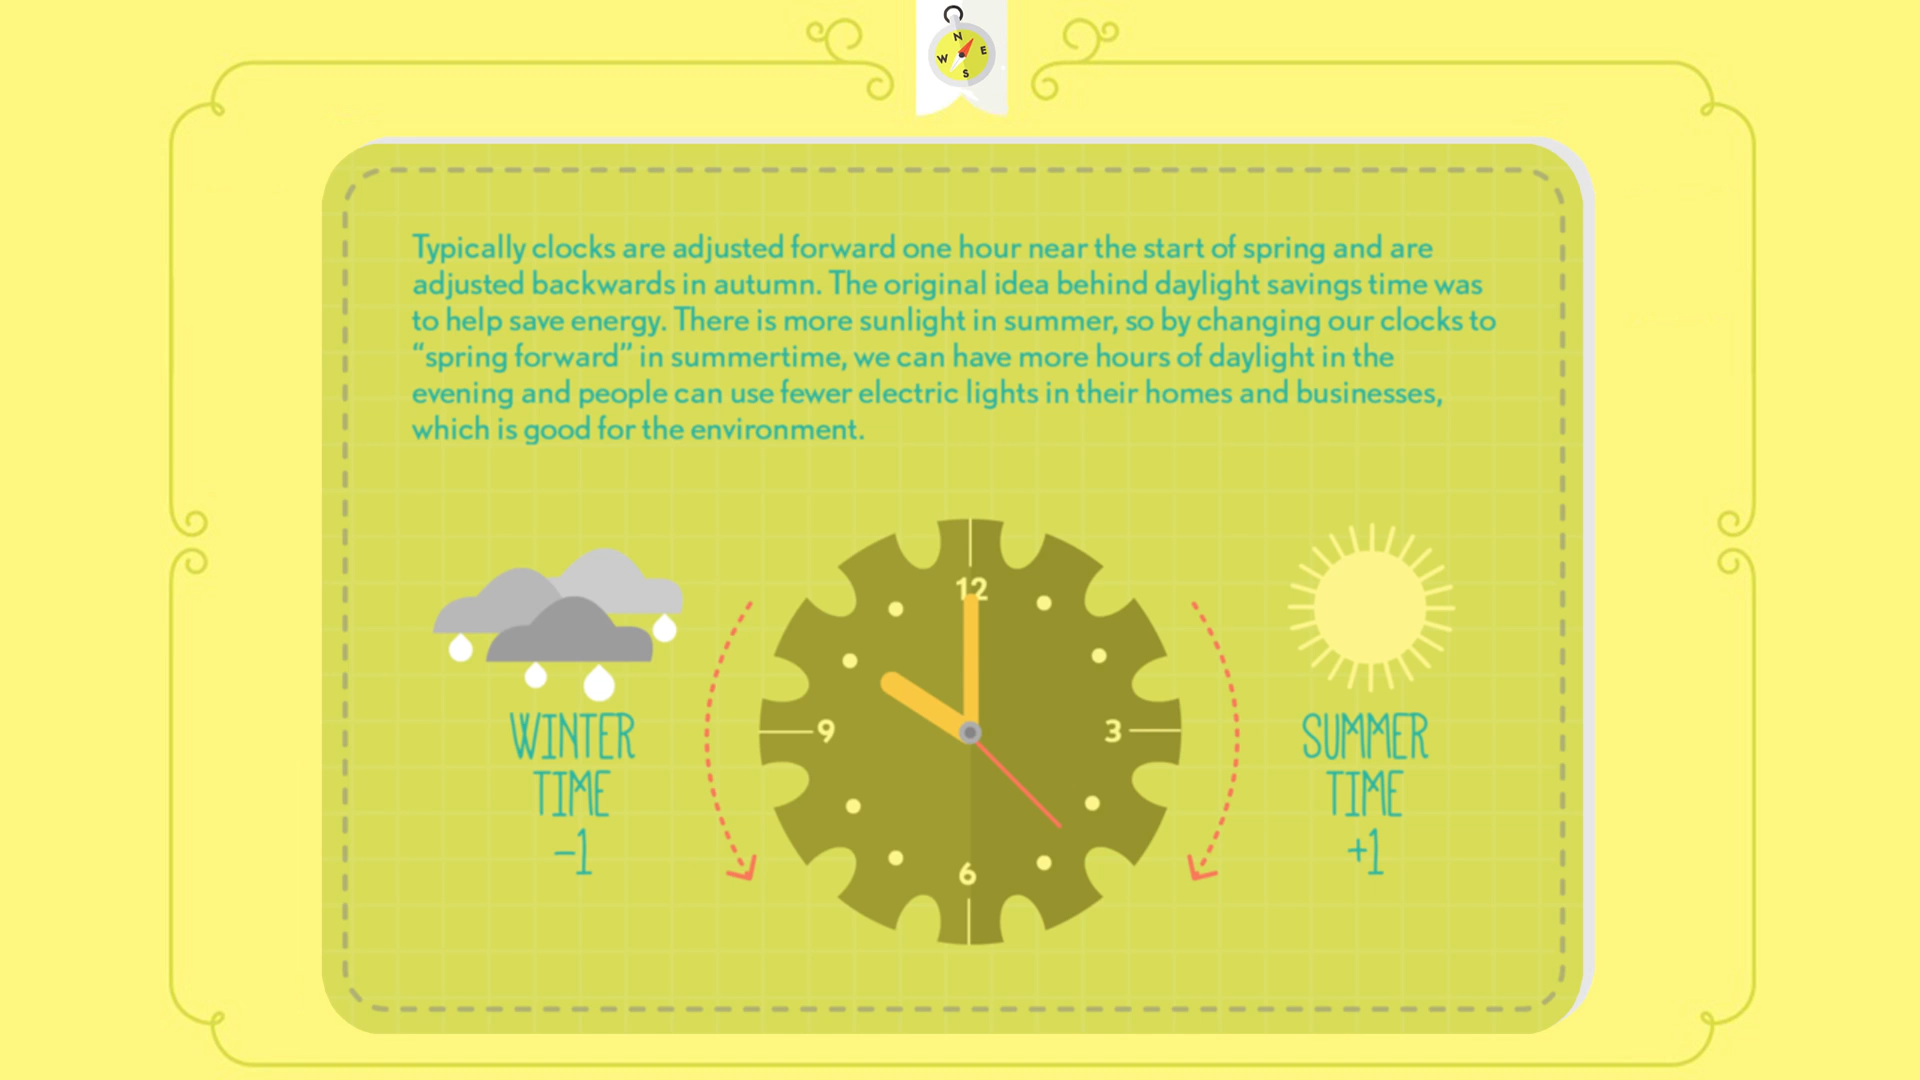 N
E
W
S
Typically clocks are adjusted forward one hour near the start of spring and are
adjusted backwards in autumn. The original idea behind daylight savings time was
to help save energy. There is more sunlight in summer, so by changing our clocks to
“spring forward” in summertime, we can have more hours of daylight in the
evening and people can use fewer electric lights in their homes and businesses,
which is good for the environment.
12
9
3
6
WINTER
TIME
–1
SUMMER
TIME
+1